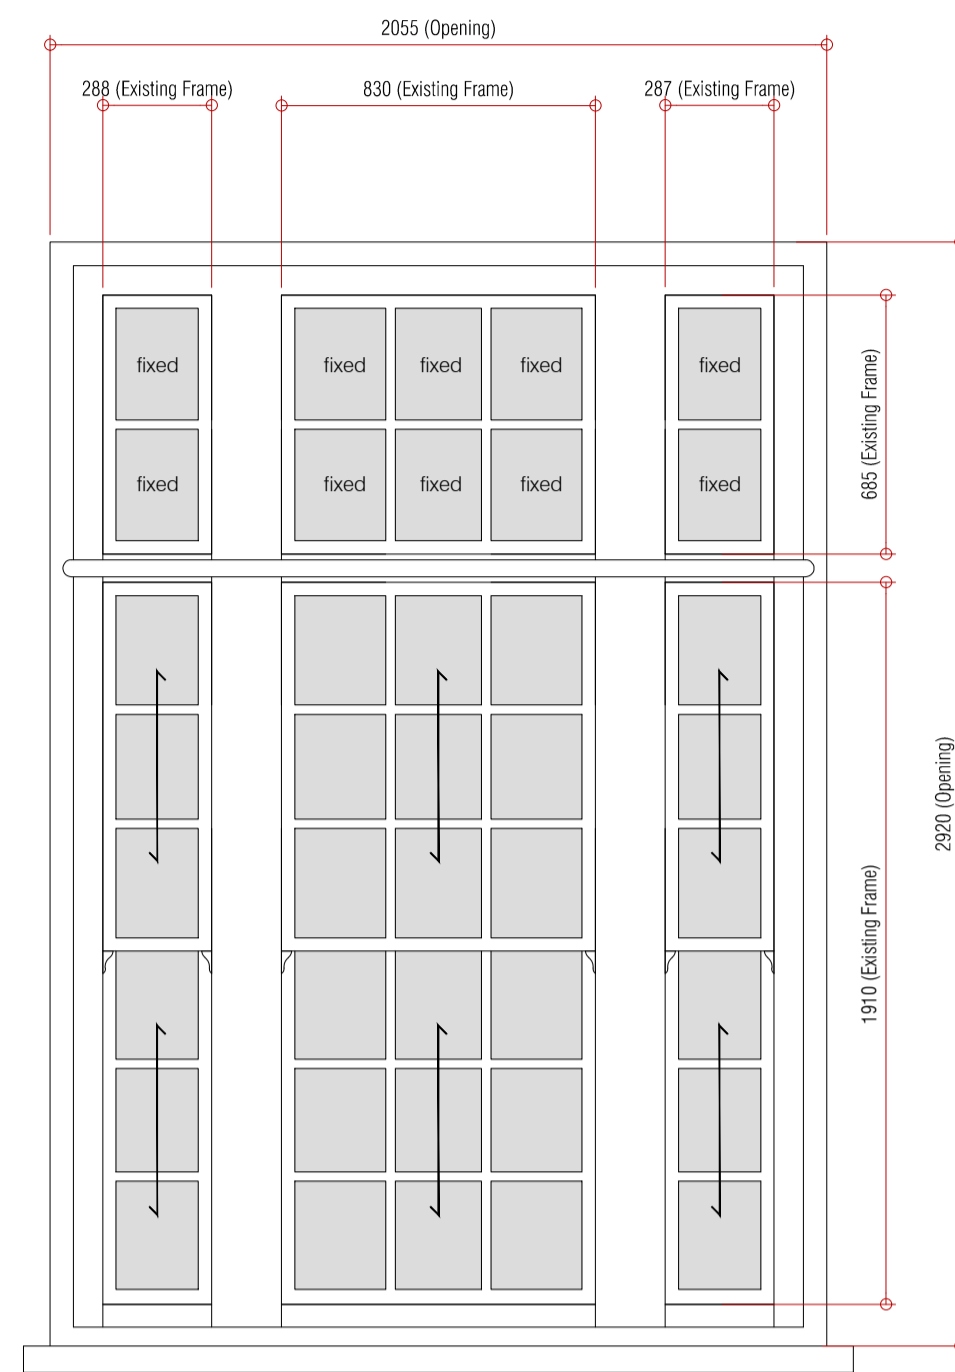 2055 (Opening)
288 (Existing Frame)
830 (Existing Frame)
287 (Existing Frame)
fixed
fixed
fixed
fixed
fixed
685 (Existing Frame)
fixed
fixed
fixed
fixed
fixed
2920 (Opening)
1910 (Existing Frame)